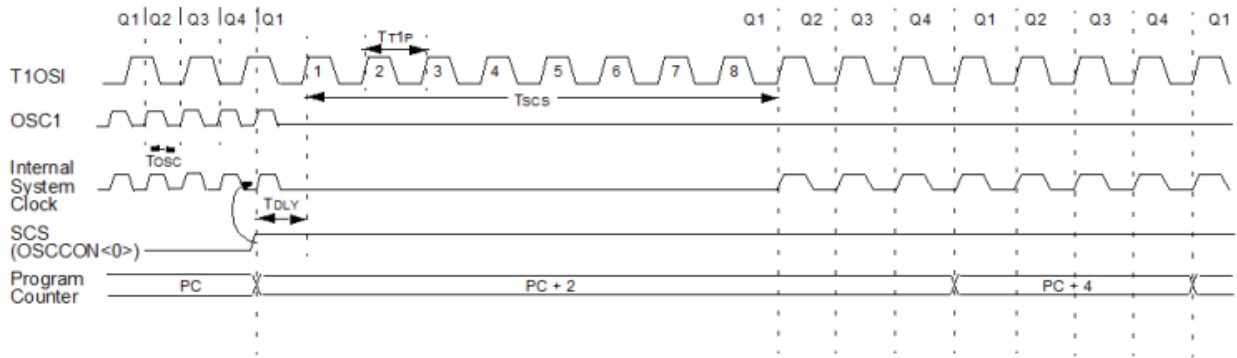 Q1 Q2 Q3 Q4 Q1 Q1 Q2 Q3 Q4 Q1 Q2 Q3 Q4 Q1
TT1P
T1OSI 1 2 3 4 5 6 7 8
TSCS
OSC1
TOSC
Internal
System
Clock
TDLY
SCS
(OSCCON<0>)
Program
Counter
PC PC + 2 PC + 4